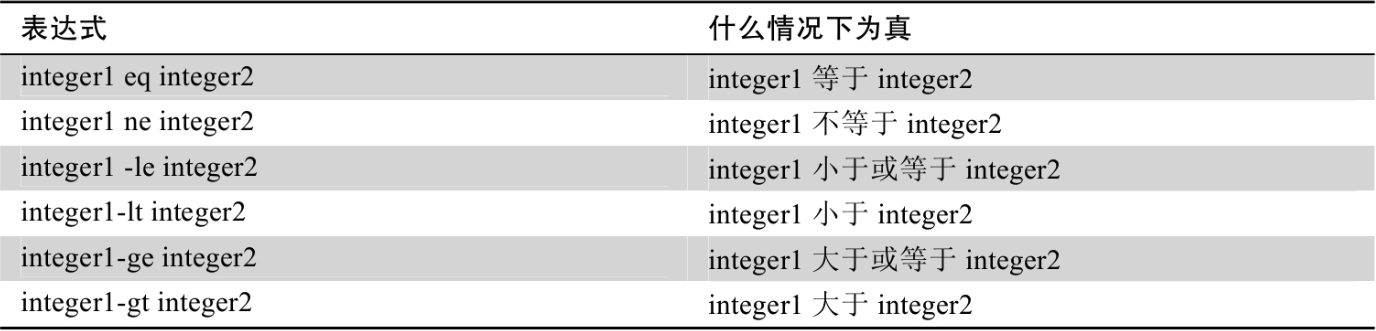 表达式 什么情况下为真
integer1 eq integer2 integer1 等于 integer2
integer1 ne integer2 integer1 不等于 integer2
integer1 -le integer2 integer1 小于或等于 integer2
integer1-lt integer2 integer1 小于 integer2
integer1-ge integer2 integer1 大于或等于 integer2
integer1-gt integer2 integer1 大于 integer2